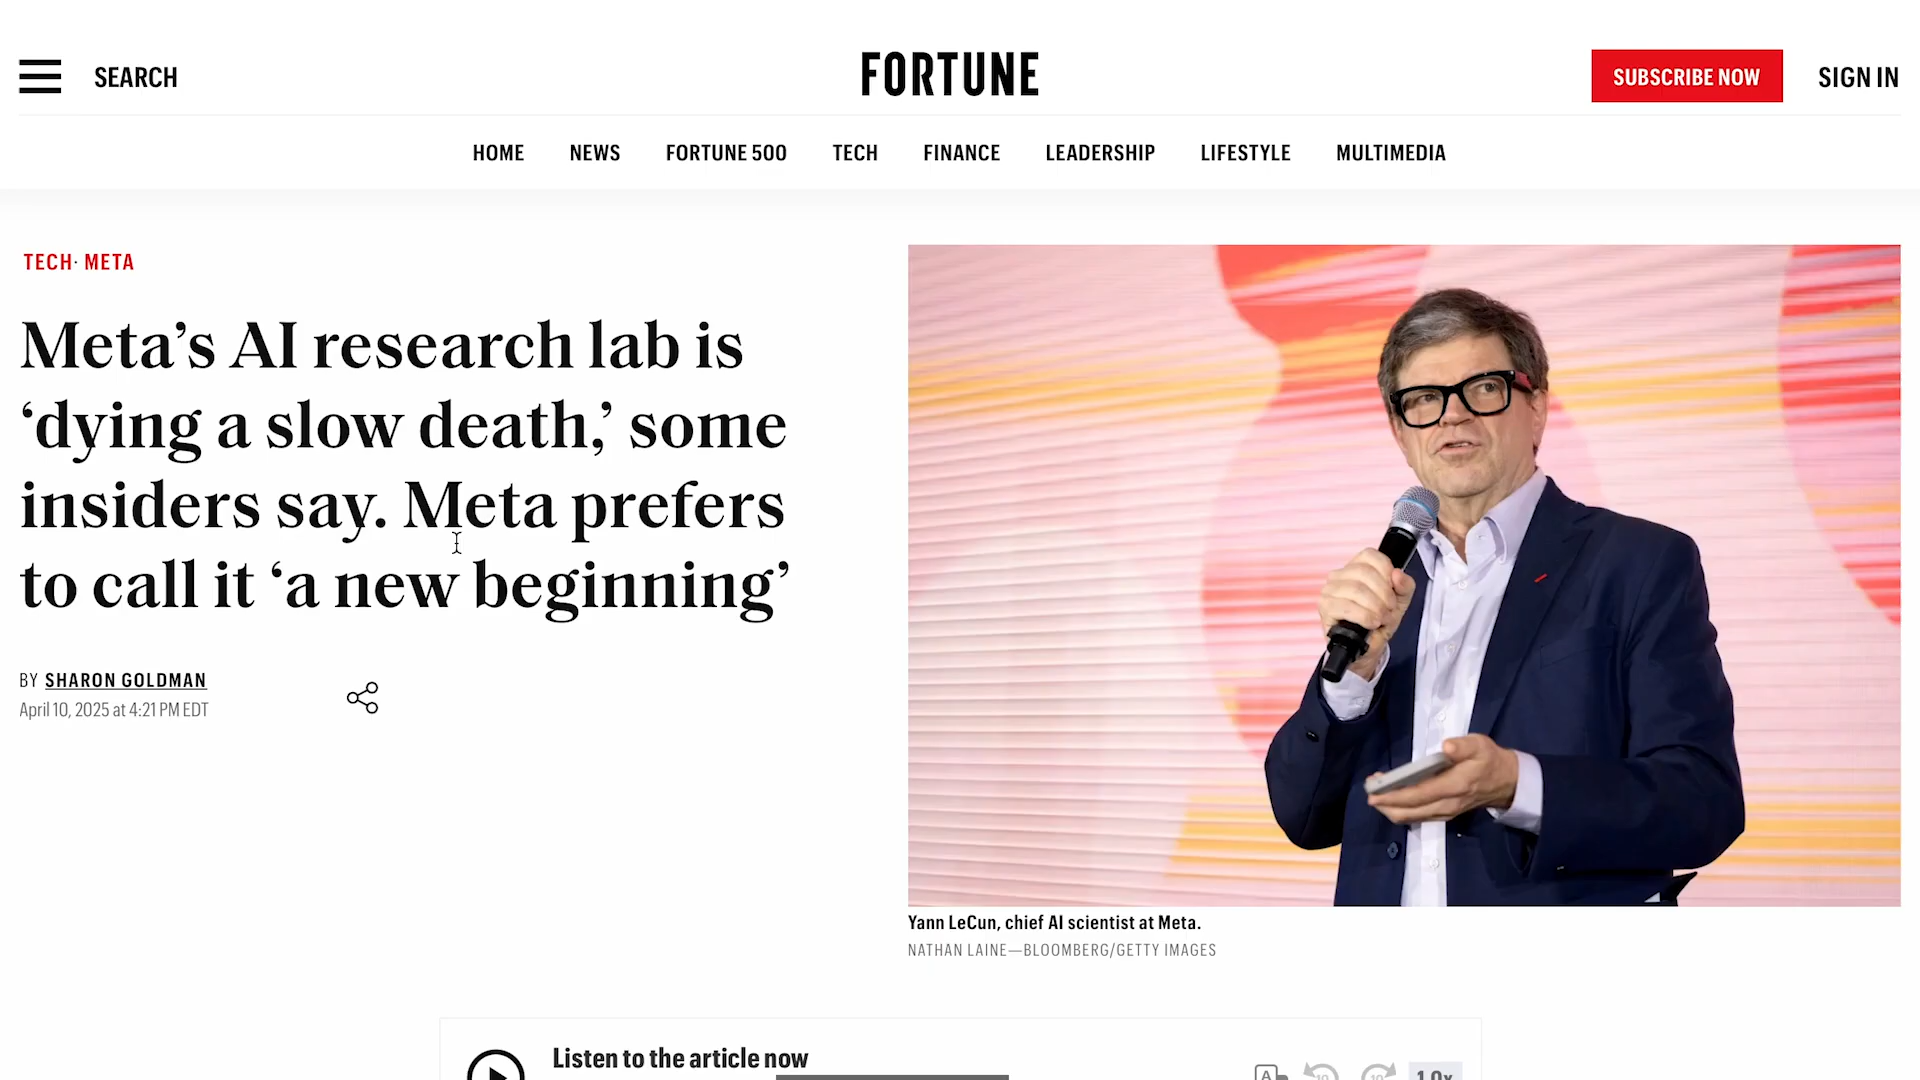 SEARCH
FORTUNE
SUBSCRIBE NOW
SIGN IN
HOME
NEWS
FORTUNE 500
TECH
FINANCE
LEADERSHIP
LIFESTYLE
MULTIMEDIA
TECH· META
Meta’s AI research lab is
‘dying a slow death,’ some
insiders say. Meta prefers
to call it ‘a new beginning’
BY SHARON GOLDMAN
April 10, 2025 at 4:21 PM EDT
Yann LeCun, chief AI scientist at Meta.
NATHAN LAINE—BLOOMBERG/GETTY IMAGES
Listen to the article now
A
10
10
1.0x